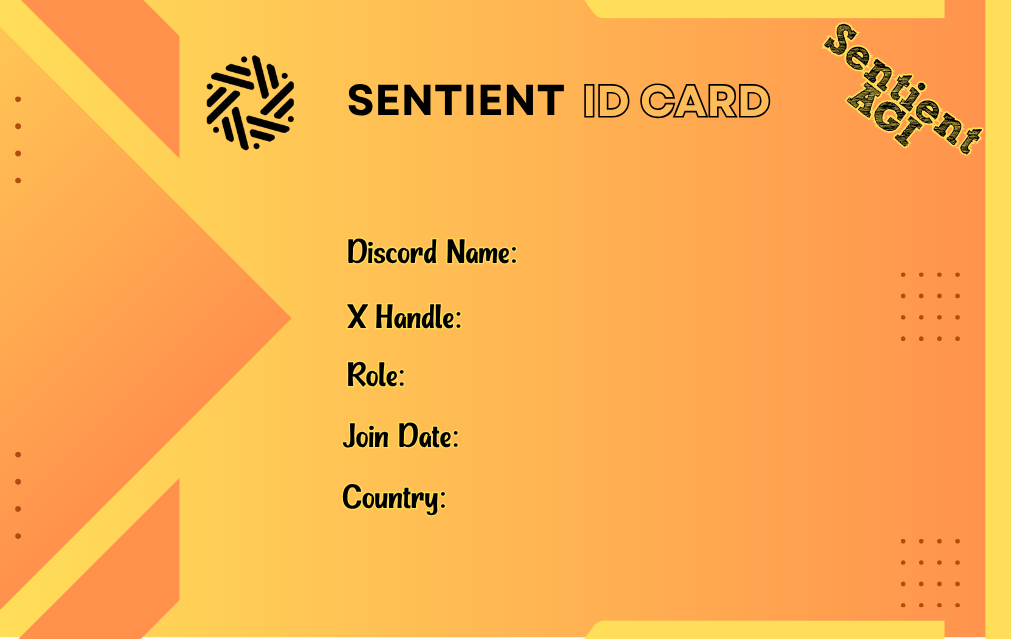 SENTIENT ID CARD
Sentient
AGI
Discord Name:
X Handle:
Role:
Join Date:
Country: